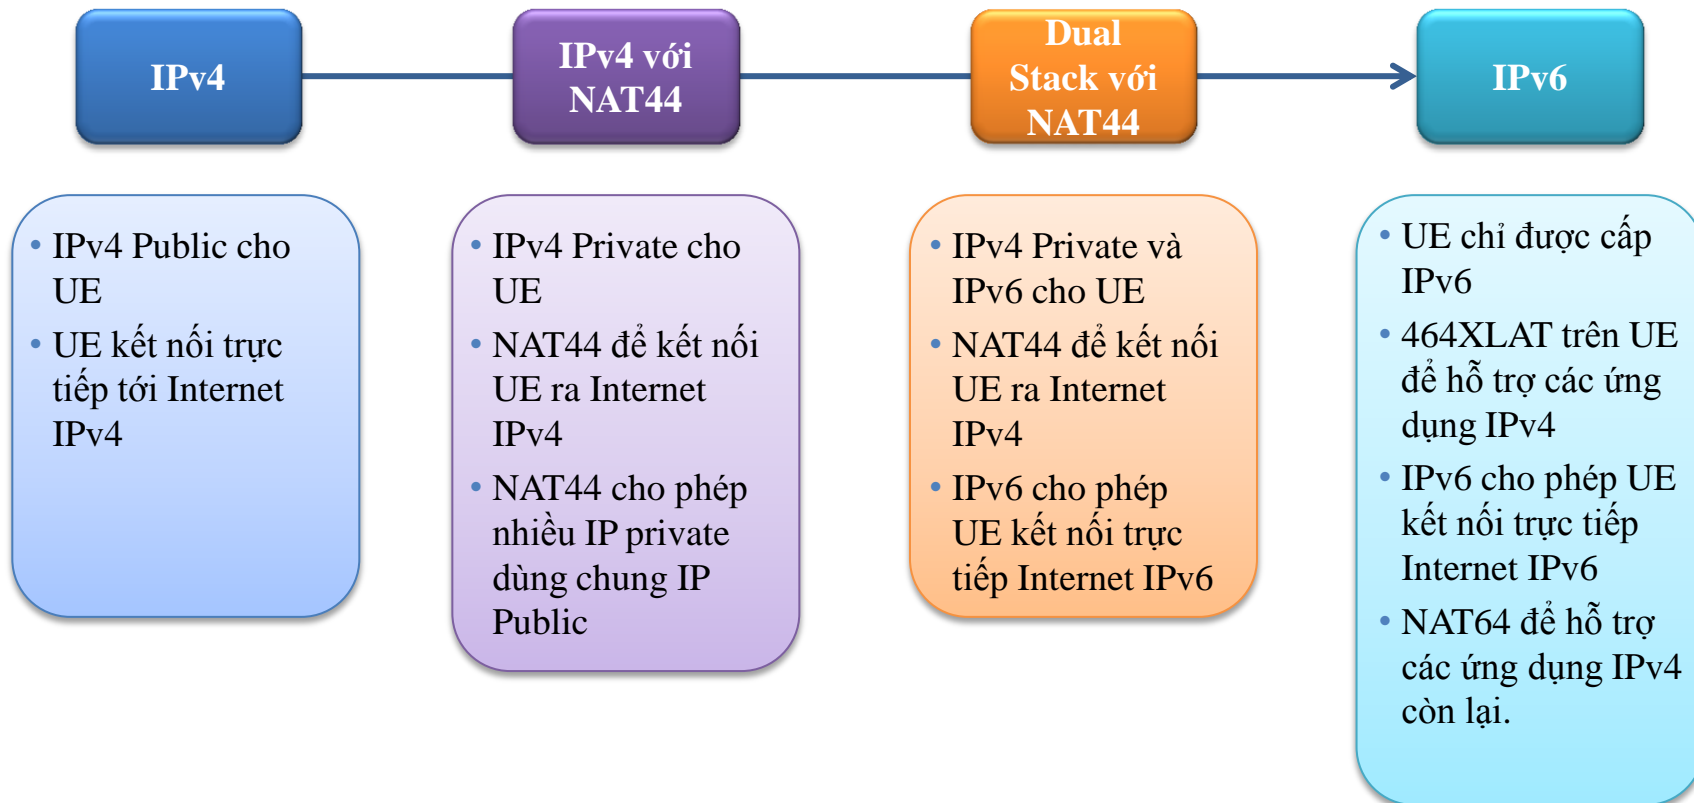 IPv4
IPv4 với
NAT44
Dual
Stack với
NAT44
IPv6
• IPv4 Public cho
UE
• UE kết nối trực
tiếp tới Internet
IPv4
• IPv4 Private cho
UE
• NAT44 để kết nối
UE ra Internet
IPv4
• NAT44 cho phép
nhiều IP private
dùng chung IP
Public
• IPv4 Private và
IPv6 cho UE
• NAT44 để kết nối
UE ra Internet
IPv4
• IPv6 cho phép
UE kết nối trực
tiếp Internet IPv6
• UE chỉ được cấp
IPv6
• 464XLAT trên UE
để hỗ trợ các ứng
dụng IPv4
• IPv6 cho phép UE
kết nối trực tiếp
Internet IPv6
• NAT64 để hỗ trợ
các ứng dụng IPv4
còn lại.